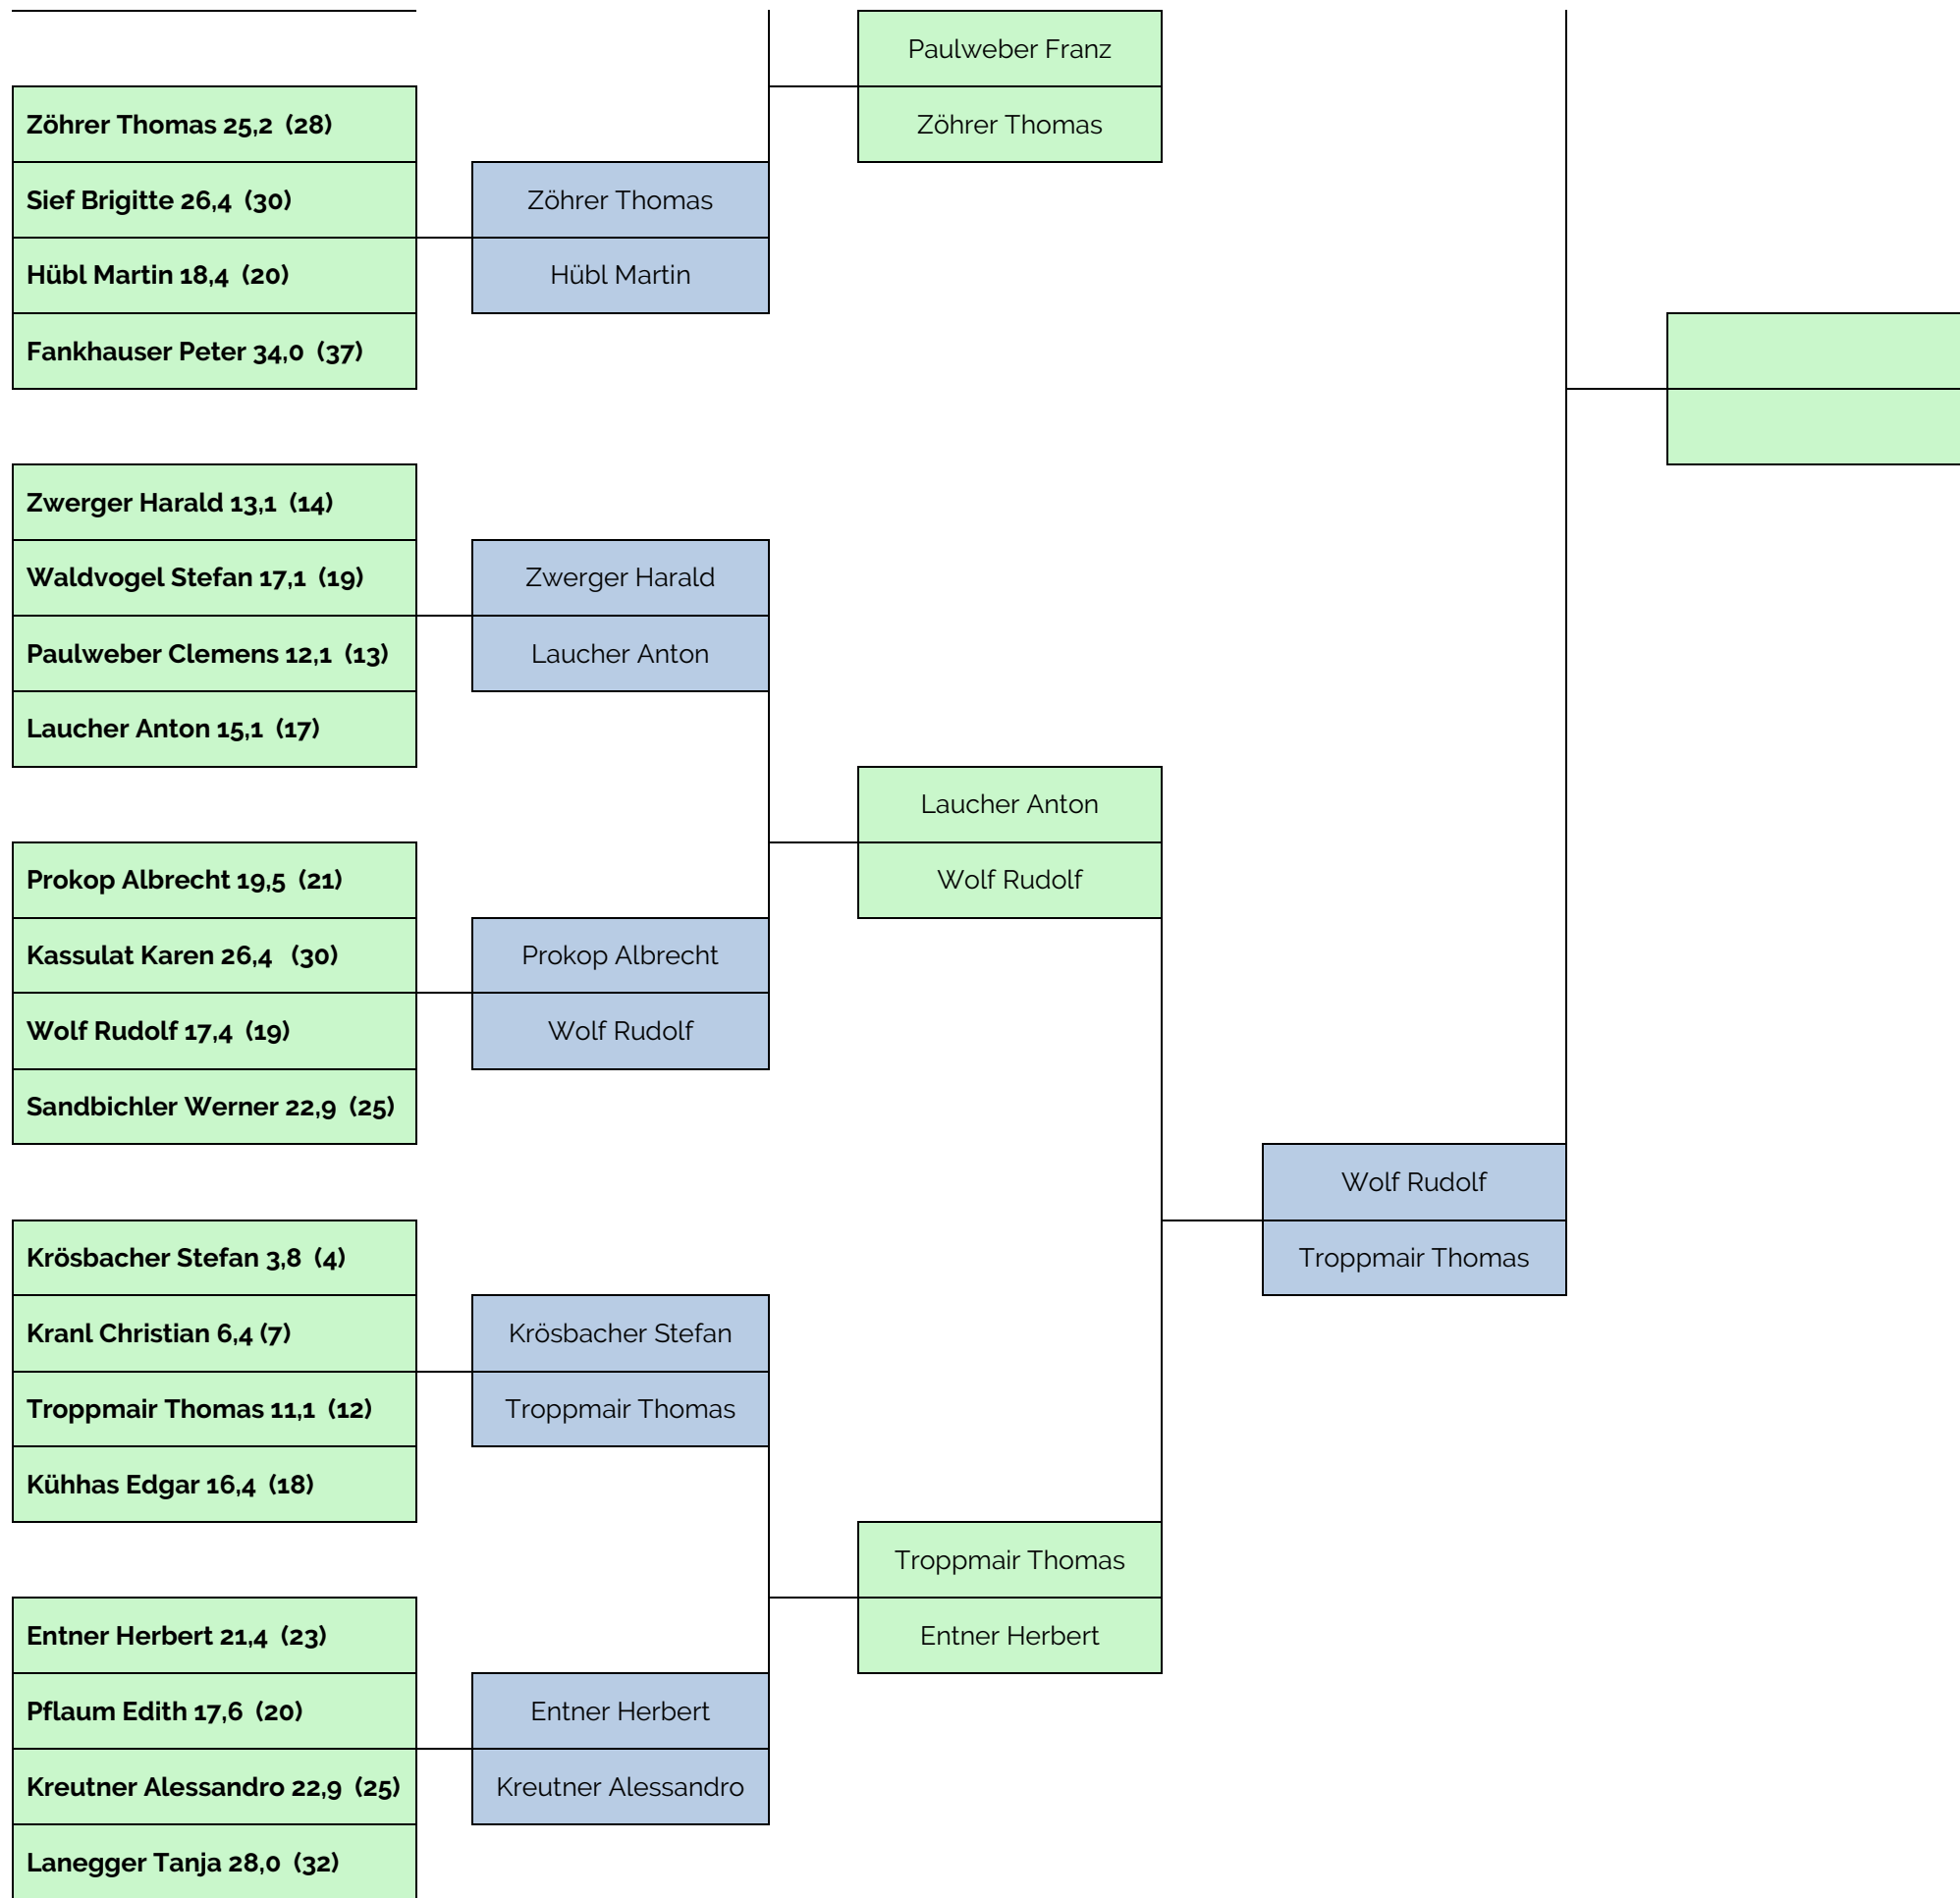 Paulweber Franz
Zöhrer Thomas
Zöhrer Thomas 25,2 (28)
Sief Brigitte 26,4 (30)
Hübl Martin 18,4 (20)
Fankhauser Peter 34,0 (37)
Zöhrer Thomas
Hübl Martin
Zwerger Harald 13,1 (14)
Waldvogel Stefan 17,1 (19)
Paulweber Clemens 12,1 (13)
Laucher Anton 15,1 (17)
Zwerger Harald
Laucher Anton
Laucher Anton
Wolf Rudolf
Prokop Albrecht 19,5 (21)
Kassulat Karen 26,4 (30)
Wolf Rudolf 17,4 (19)
Sandbichler Werner 22,9 (25)
Prokop Albrecht
Wolf Rudolf
Wolf Rudolf
Troppmair Thomas
Krösbacher Stefan 3,8 (4)
Kranl Christian 6,4 (7)
Troppmair Thomas 11,1 (12)
Kühhas Edgar 16,4 (18)
Krösbacher Stefan
Troppmair Thomas
Troppmair Thomas
Entner Herbert
Entner Herbert 21,4 (23)
Pflaum Edith 17,6 (20)
Kreutner Alessandro 22,9 (25)
Lanegger Tanja 28,0 (32)
Entner Herbert
Kreutner Alessandro